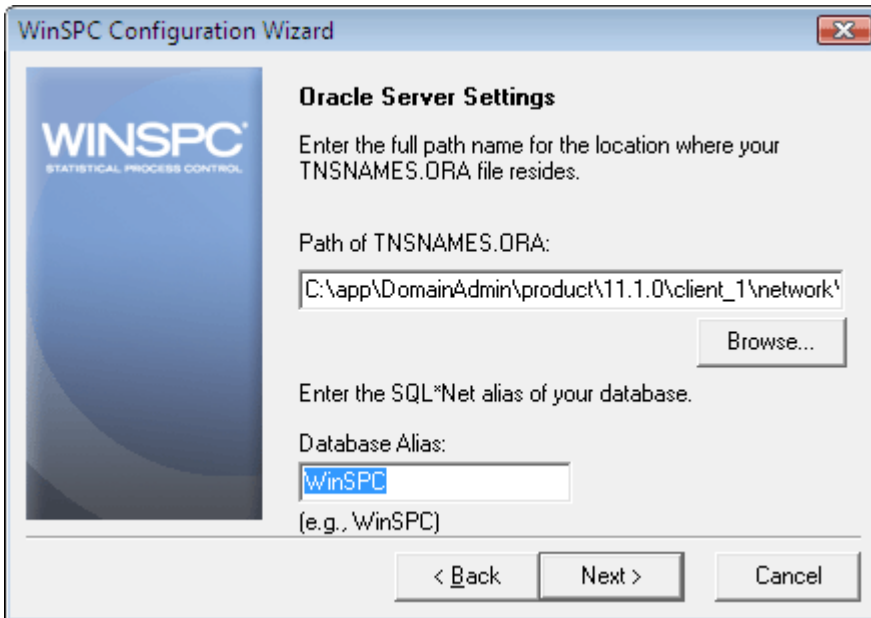 WinSPC Configuration Wizard
WINSPC®
STATISTICAL PROCESS CONTROL
Oracle Server Settings
Enter the full path name for the location where your
TNSNAMES.ORA file resides.
Path of TNSNAMES.ORA:
C:\app\DomainAdmin\product\11.1.0\client_1\network\
Browse...
Enter the SQL*Net alias of your database.
Database Alias:
WinSPC
(e.g., WinSPC)
< Back
Next >
Cancel